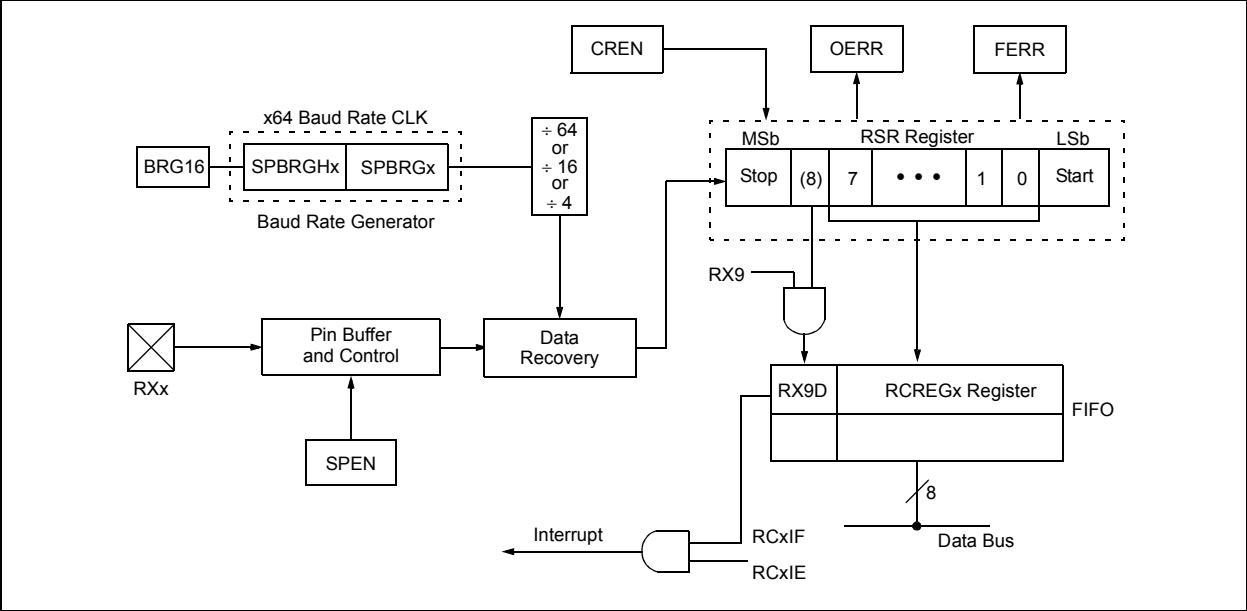 CREN
OERR
FERR
x64 Baud Rate CLK
BRG16
SPBRGHx
SPBRGx
Baud Rate Generator
÷ 64
or
÷ 16
or
÷ 4
MSb
RSR Register
LSb
Stop
(8)
7
• • •
1
0
Start
RX9
RXx
Pin Buffer
and Control
Data
Recovery
SPEN
RX9D
RCREGx Register
FIFO
8
Data Bus
Interrupt
RCxIF
RCxIE